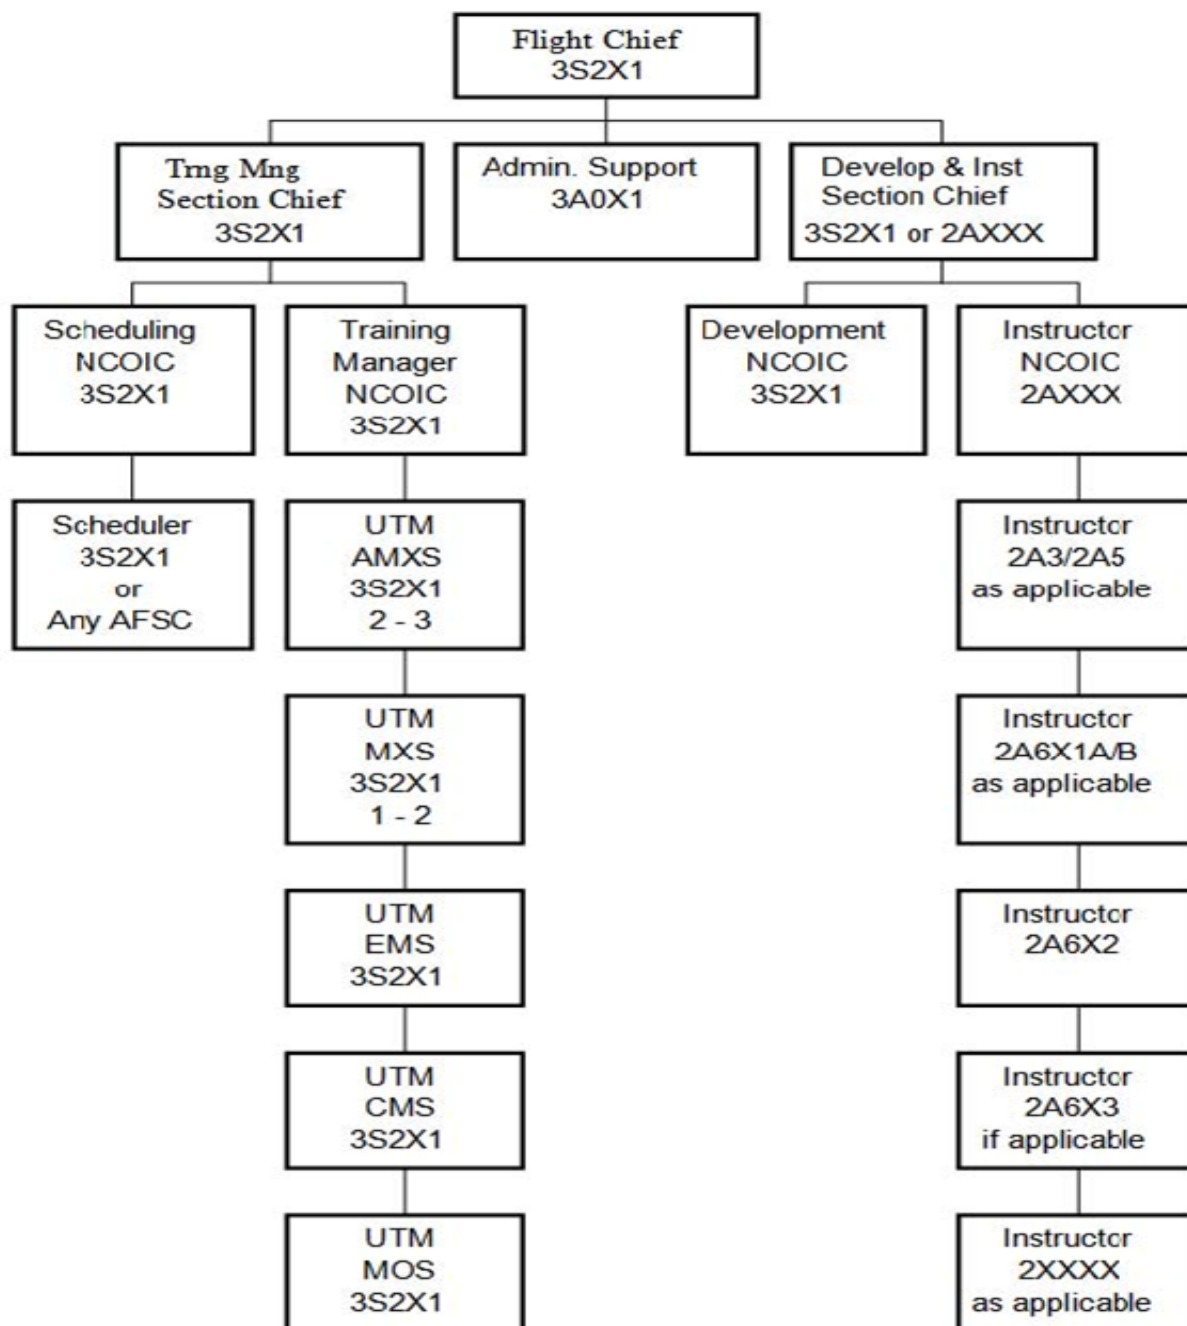 Flight Chief
3S2X1
Trng Mng
Section Chief
3S2X1
Admin. Support
3A0X1
Develop & Inst
Section Chief
3S2X1 or 2AXXX
Scheduling
NCOIC
3S2X1
Training
Manager
NCOIC
3S2X1
Development
NCOIC
3S2X1
Instructor
NCOIC
2AXXX
Scheduler
3S2X1
or
Any AFSC
UTM
AMXS
3S2X1
2 - 3
Instructor
2A3/2A5
as applicable
UTM
MXS
3S2X1
1 - 2
Instructor
2A6X1A/B
as applicable
UTM
EMS
3S2X1
Instructor
2A6X2
UTM
CMS
3S2X1
Instructor
2A6X3
if applicable
UTM
MOS
3S2X1
Instructor
2XXXX
as applicable